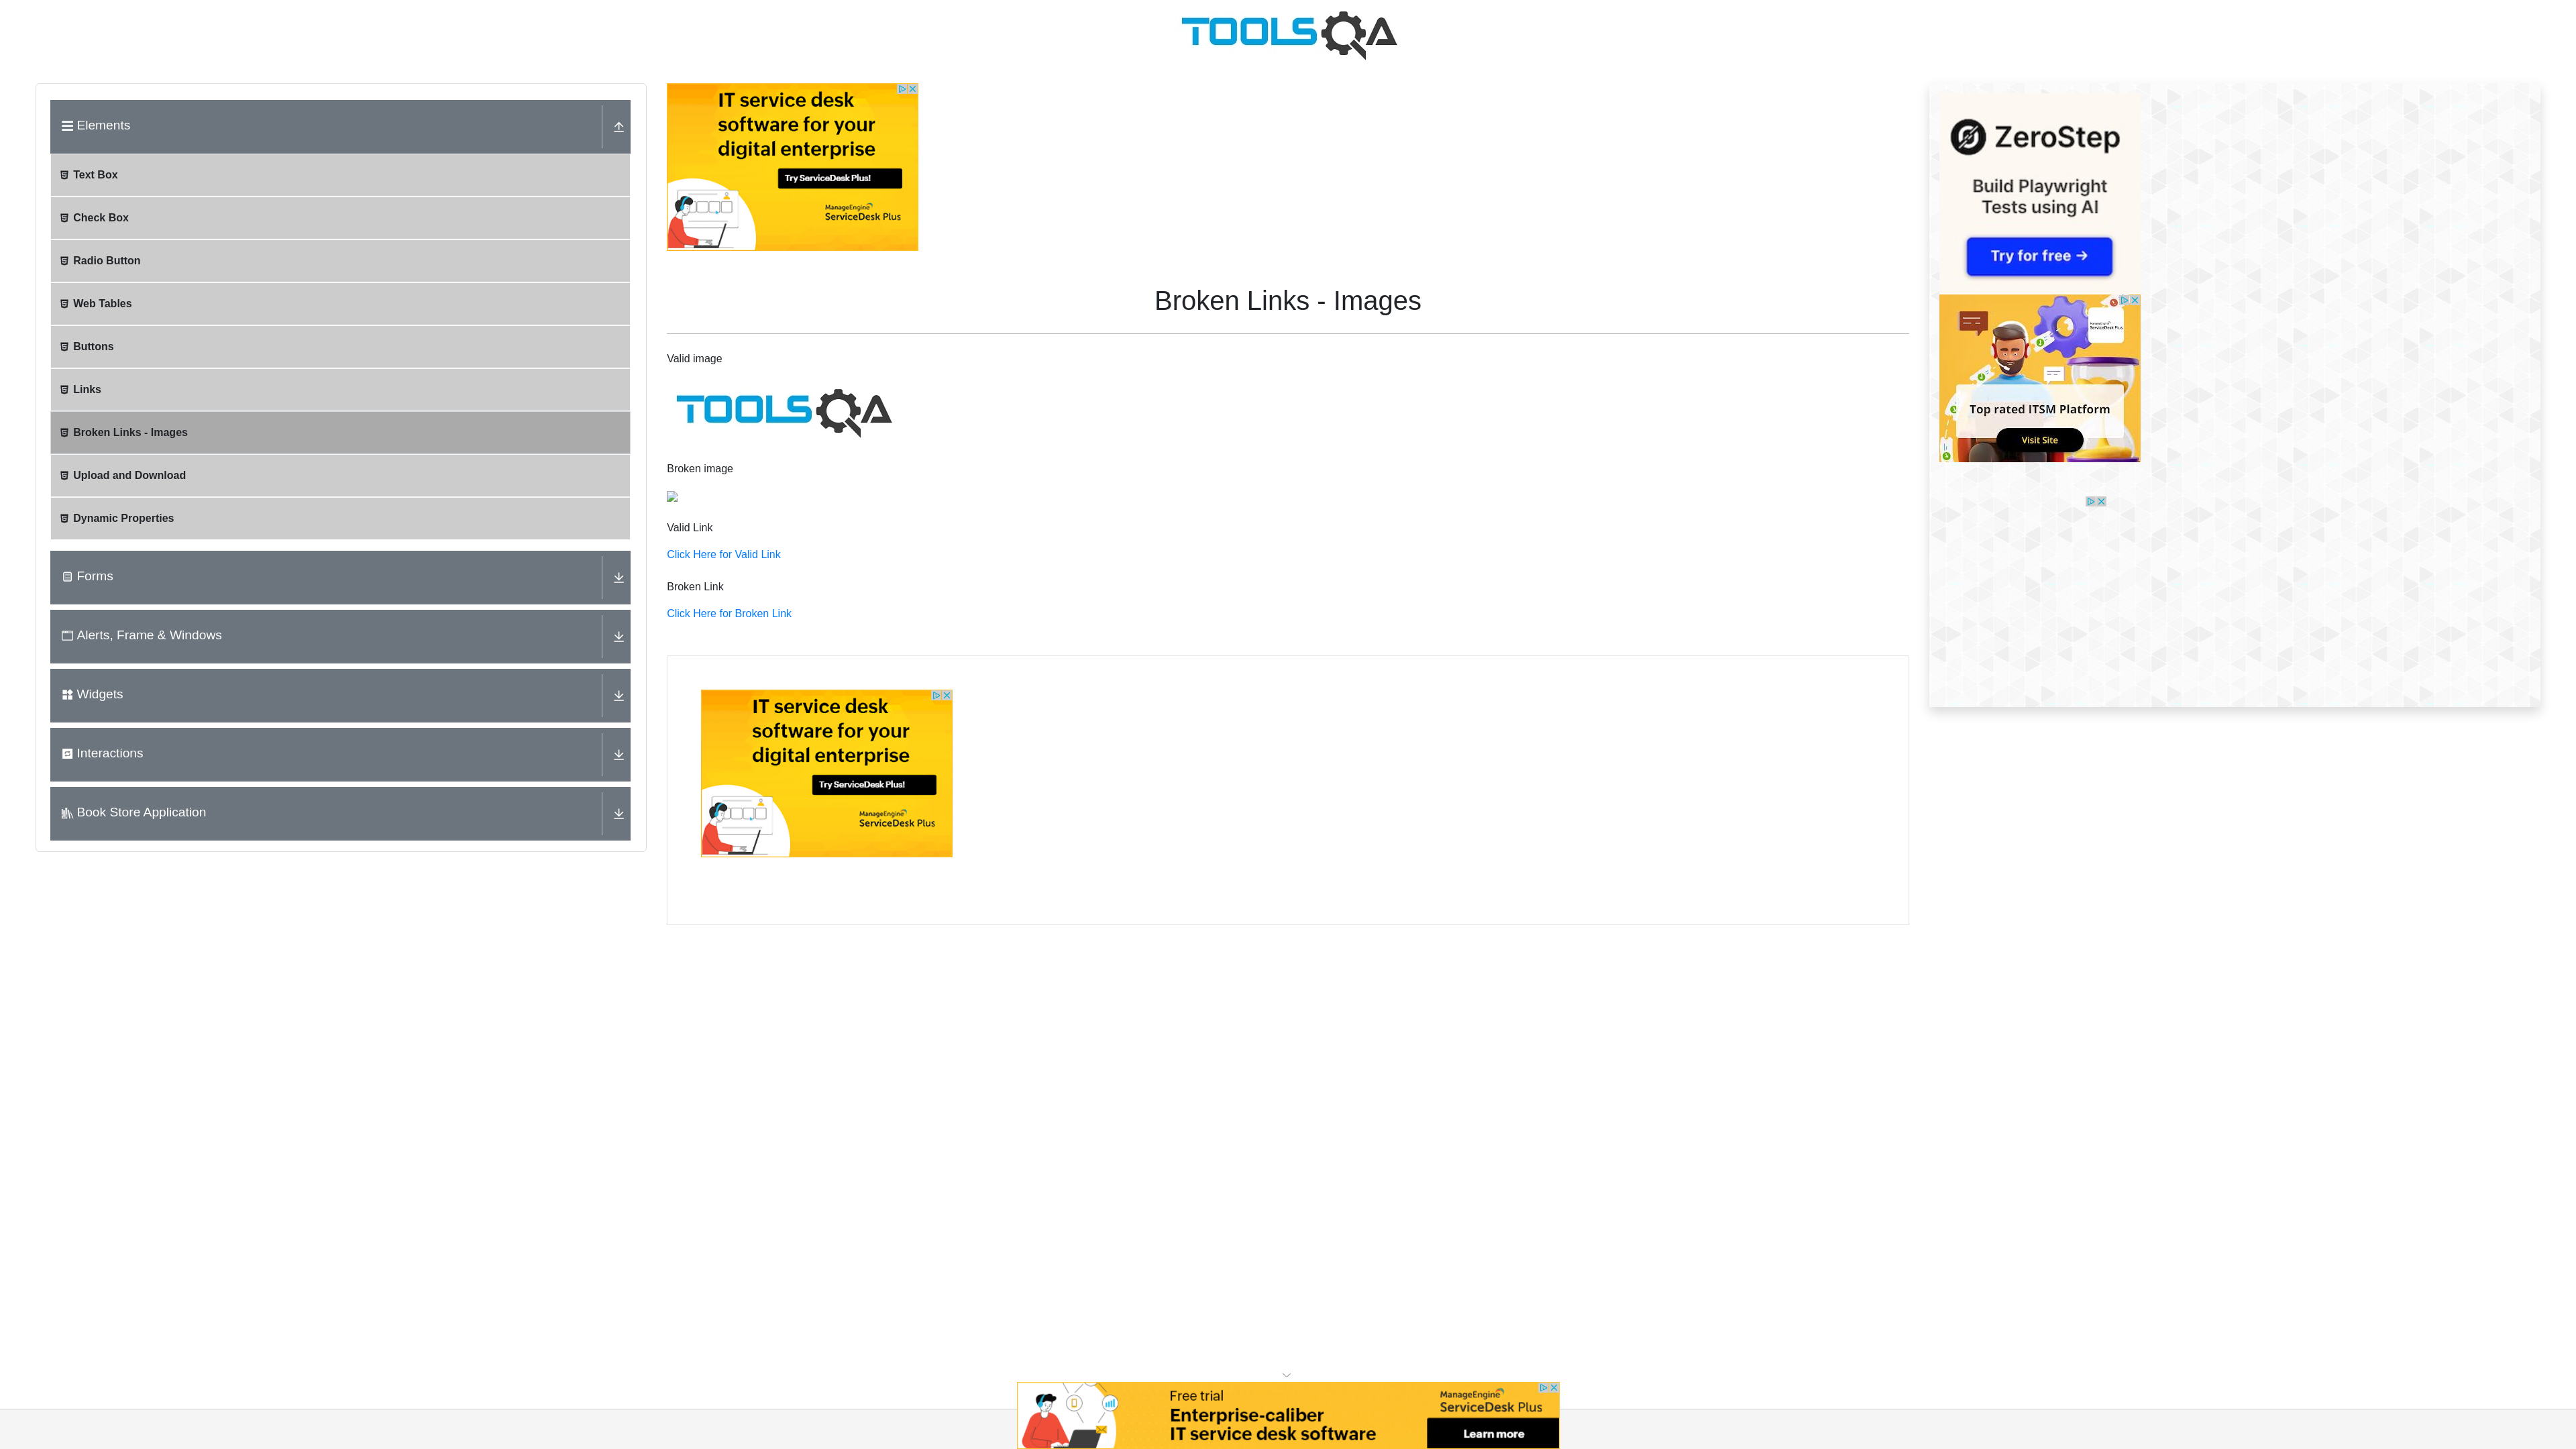 TOOLSQA
Elements
Text Box
Check Box
Radio Button
Web Tables
Buttons
Links
Broken Links - Images
Upload and Download
Dynamic Properties
Forms
Alerts, Frame & Windows
Widgets
Interactions
Book Store Application
IT service desk
software for your
digital enterprise
Try ServiceDesk Plus!
ManageEngine
ServiceDesk Plus
Broken Links - Images
Valid image
TOOLSQA
Broken image
Valid Link
Click Here for Valid Link
Broken Link
Click Here for Broken Link
IT service desk
software for your
digital enterprise
Try ServiceDesk Plus!
ManageEngine
ServiceDesk Plus
ZeroStep
Build Playwright
Tests using AI
Try for free →
ServiceDesk Plus
Top rated ITSM Platform
Visit Site
Free trial
Enterprise-caliber
IT service desk software
ManageEngine
ServiceDesk Plus
Learn more